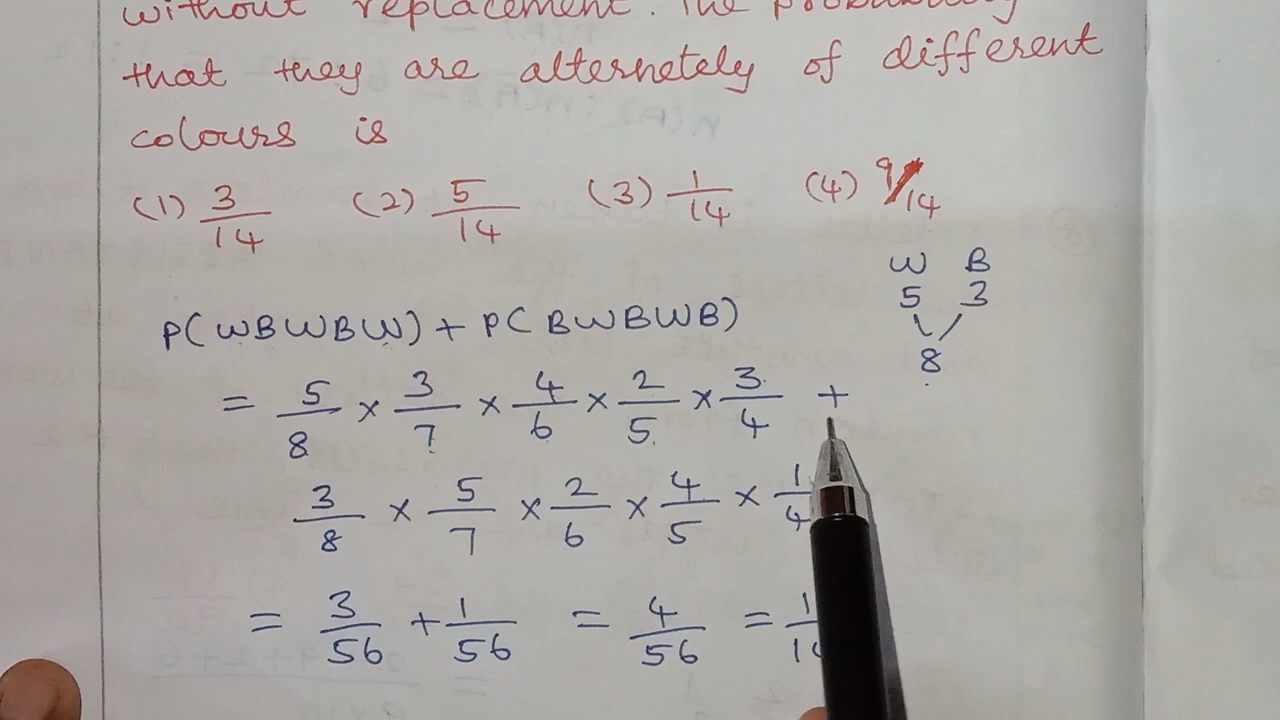 without replacement. The probability
that they are alternetely of different
colours is
(1) 3/14 (2) 5/14 (3) 1/14 (4) 9/14
W B
5 3
8
P(WBWBW) + P(BWBWB)
= 5/8 × 3/7 × 4/6 × 2/5 × 3/4 +
3/8 × 5/7 × 2/6 × 4/5 × 1/4
= 3/56 + 1/56 = 4/56 = 1/14